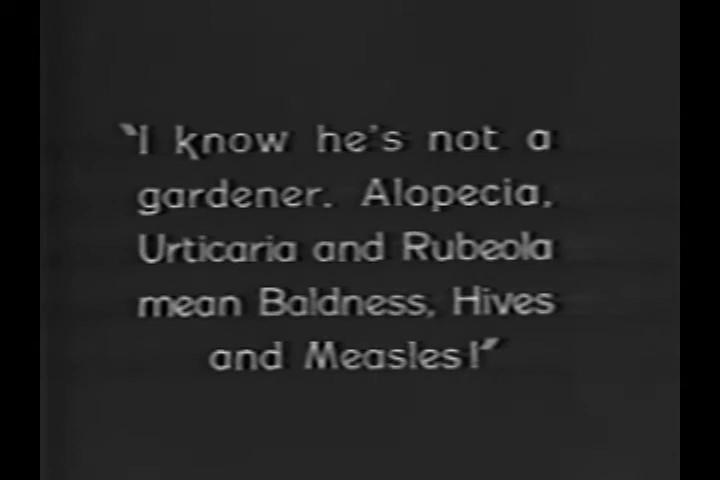 "I know he's not a
gardener. Alopecia,
Urticaria and Rubeola
mean Baldness, Hives
and Measles!"